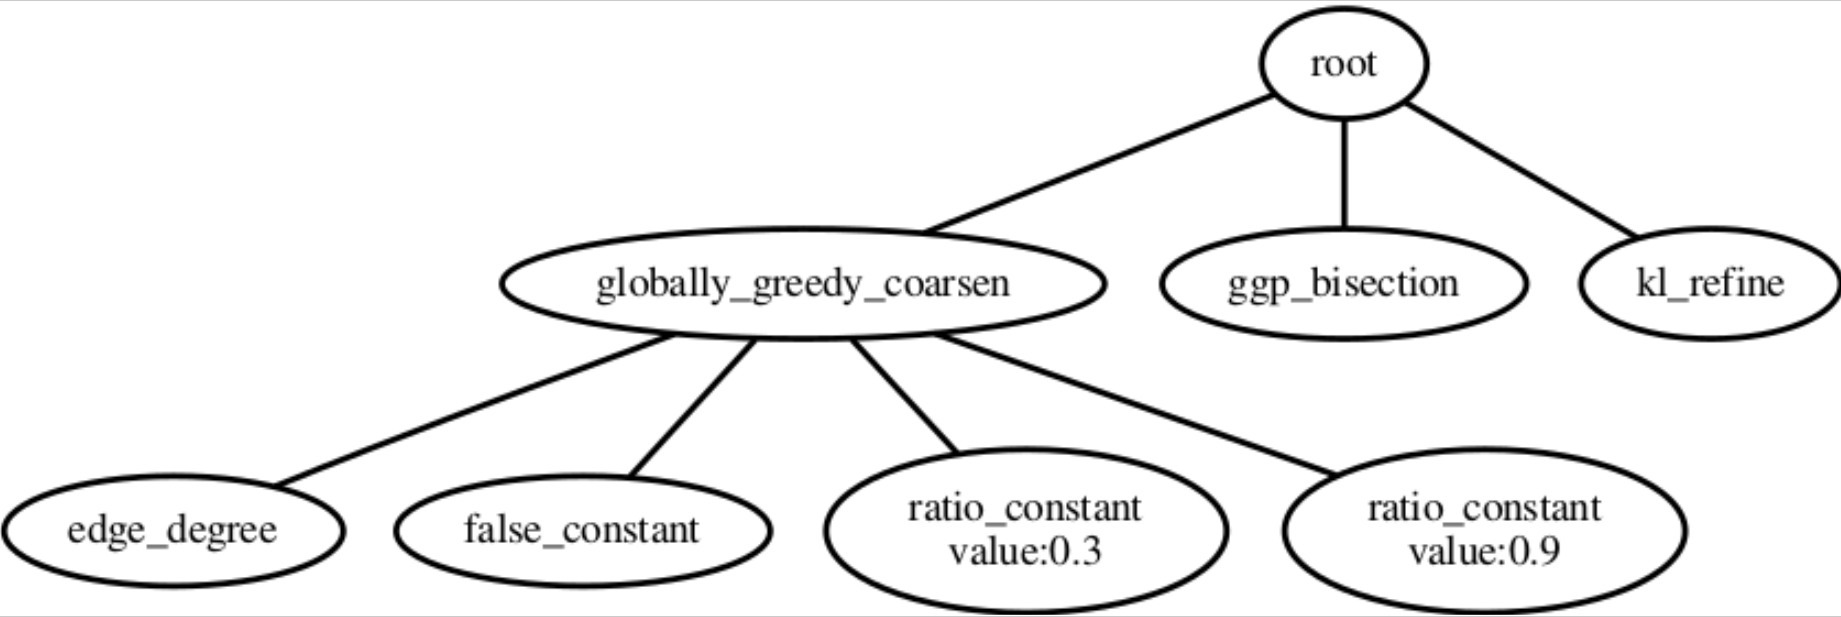 root
globally_greedy_coarsen
ggp_bisection
kl_refine
edge_degree
false_constant
ratio_constant
value:0.3
ratio_constant
value:0.9